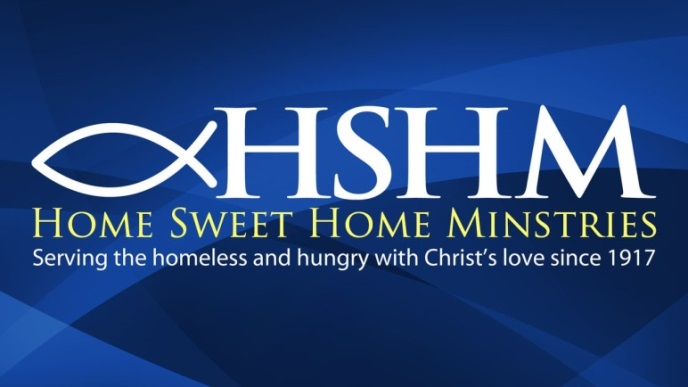 HSHM
HOME SWEET HOME MINSTRIES
Serving the homeless and hungry with Christ's love since 1917